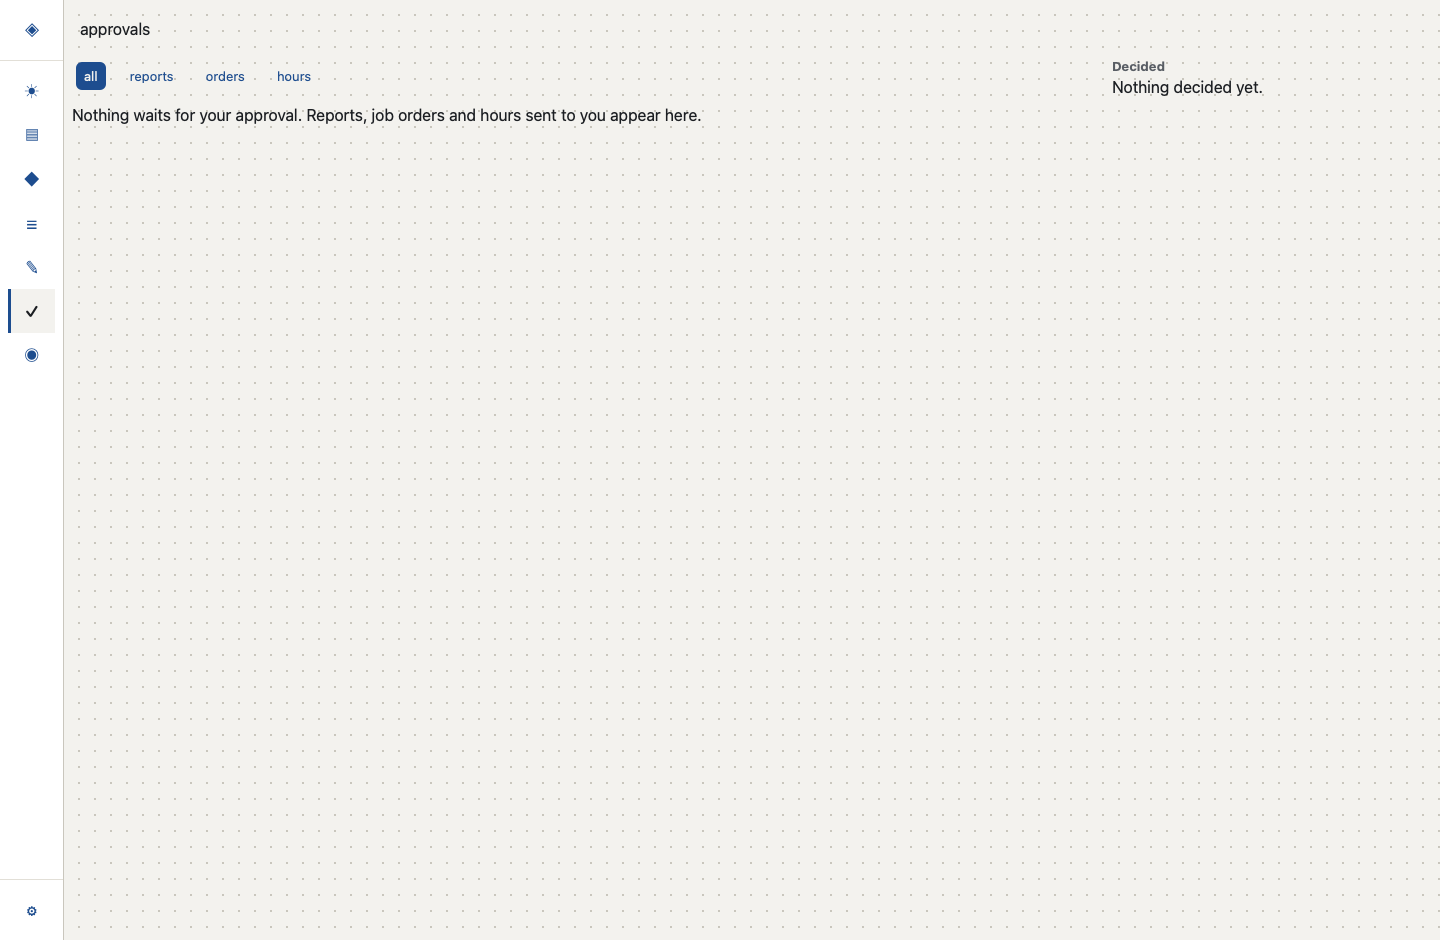 approvals
all
reports
orders
hours
Nothing waits for your approval. Reports, job orders and hours sent to you appear here.
Decided
Nothing decided yet.